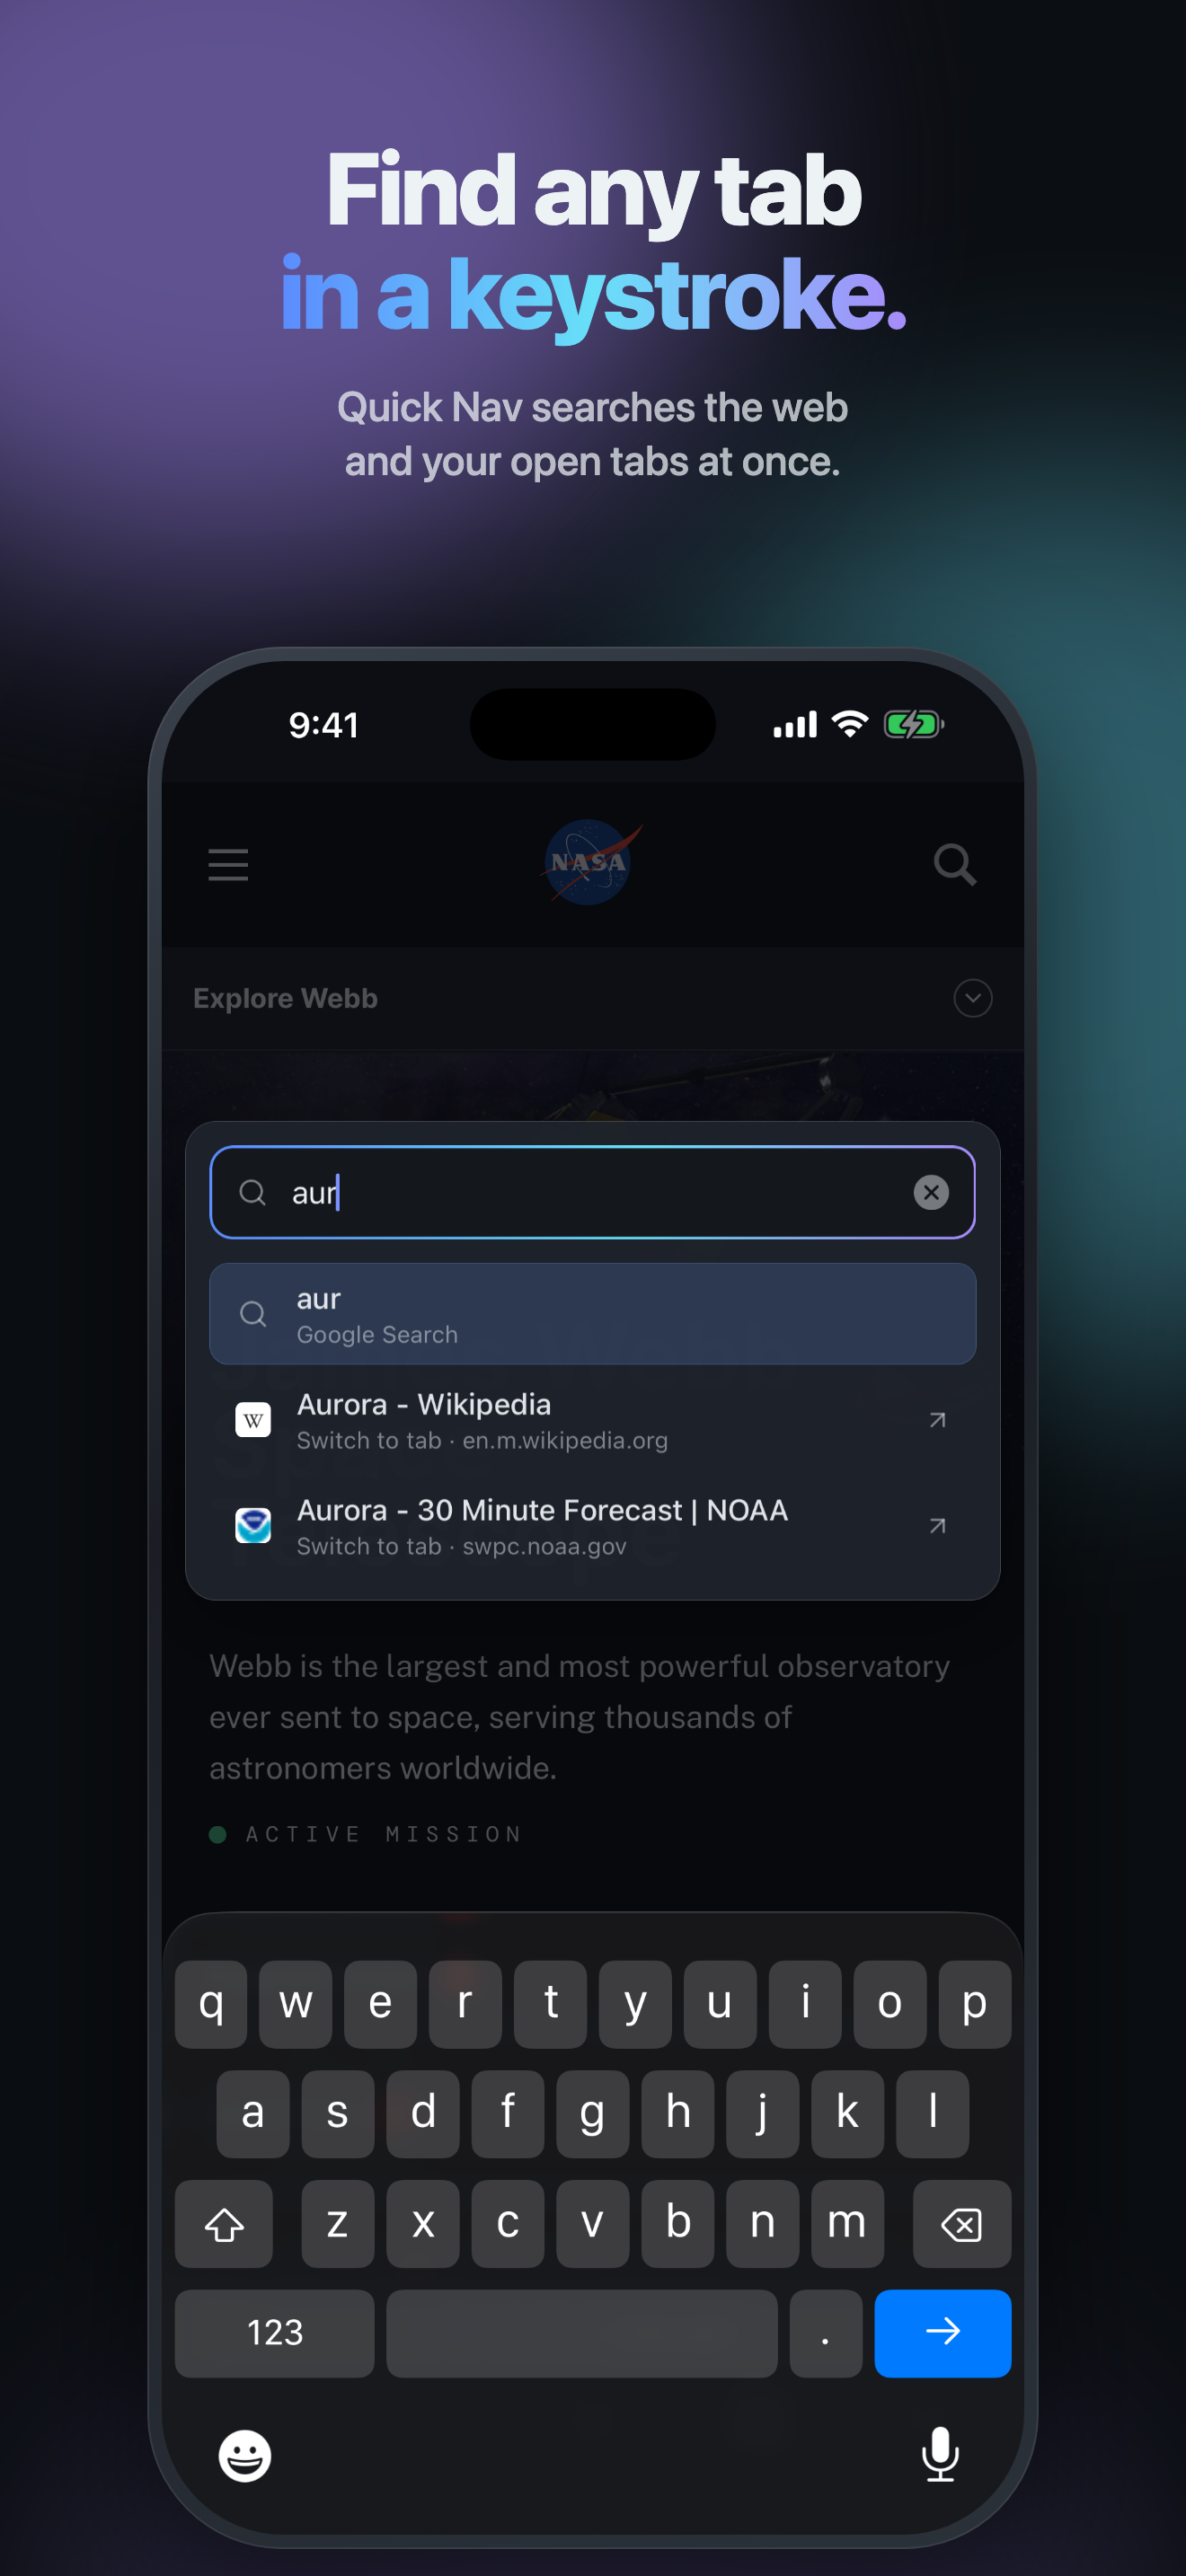 Find any tab
in a keystroke.
Quick Nav searches the web
and your open tabs at once.
9:41
NASA
Explore Webb
aur
aur
Google Search
W
Aurora - Wikipedia
Switch to tab · en.m.wikipedia.org
Aurora - 30 Minute Forecast | NOAA
Switch to tab · swpc.noaa.gov
Webb is the largest and most powerful observatory
ever sent to space, serving thousands of
astronomers worldwide.
ACTIVE MISSION
q w e r t y u i o p
a s d f g h j k l
z x c v b n m
123 .